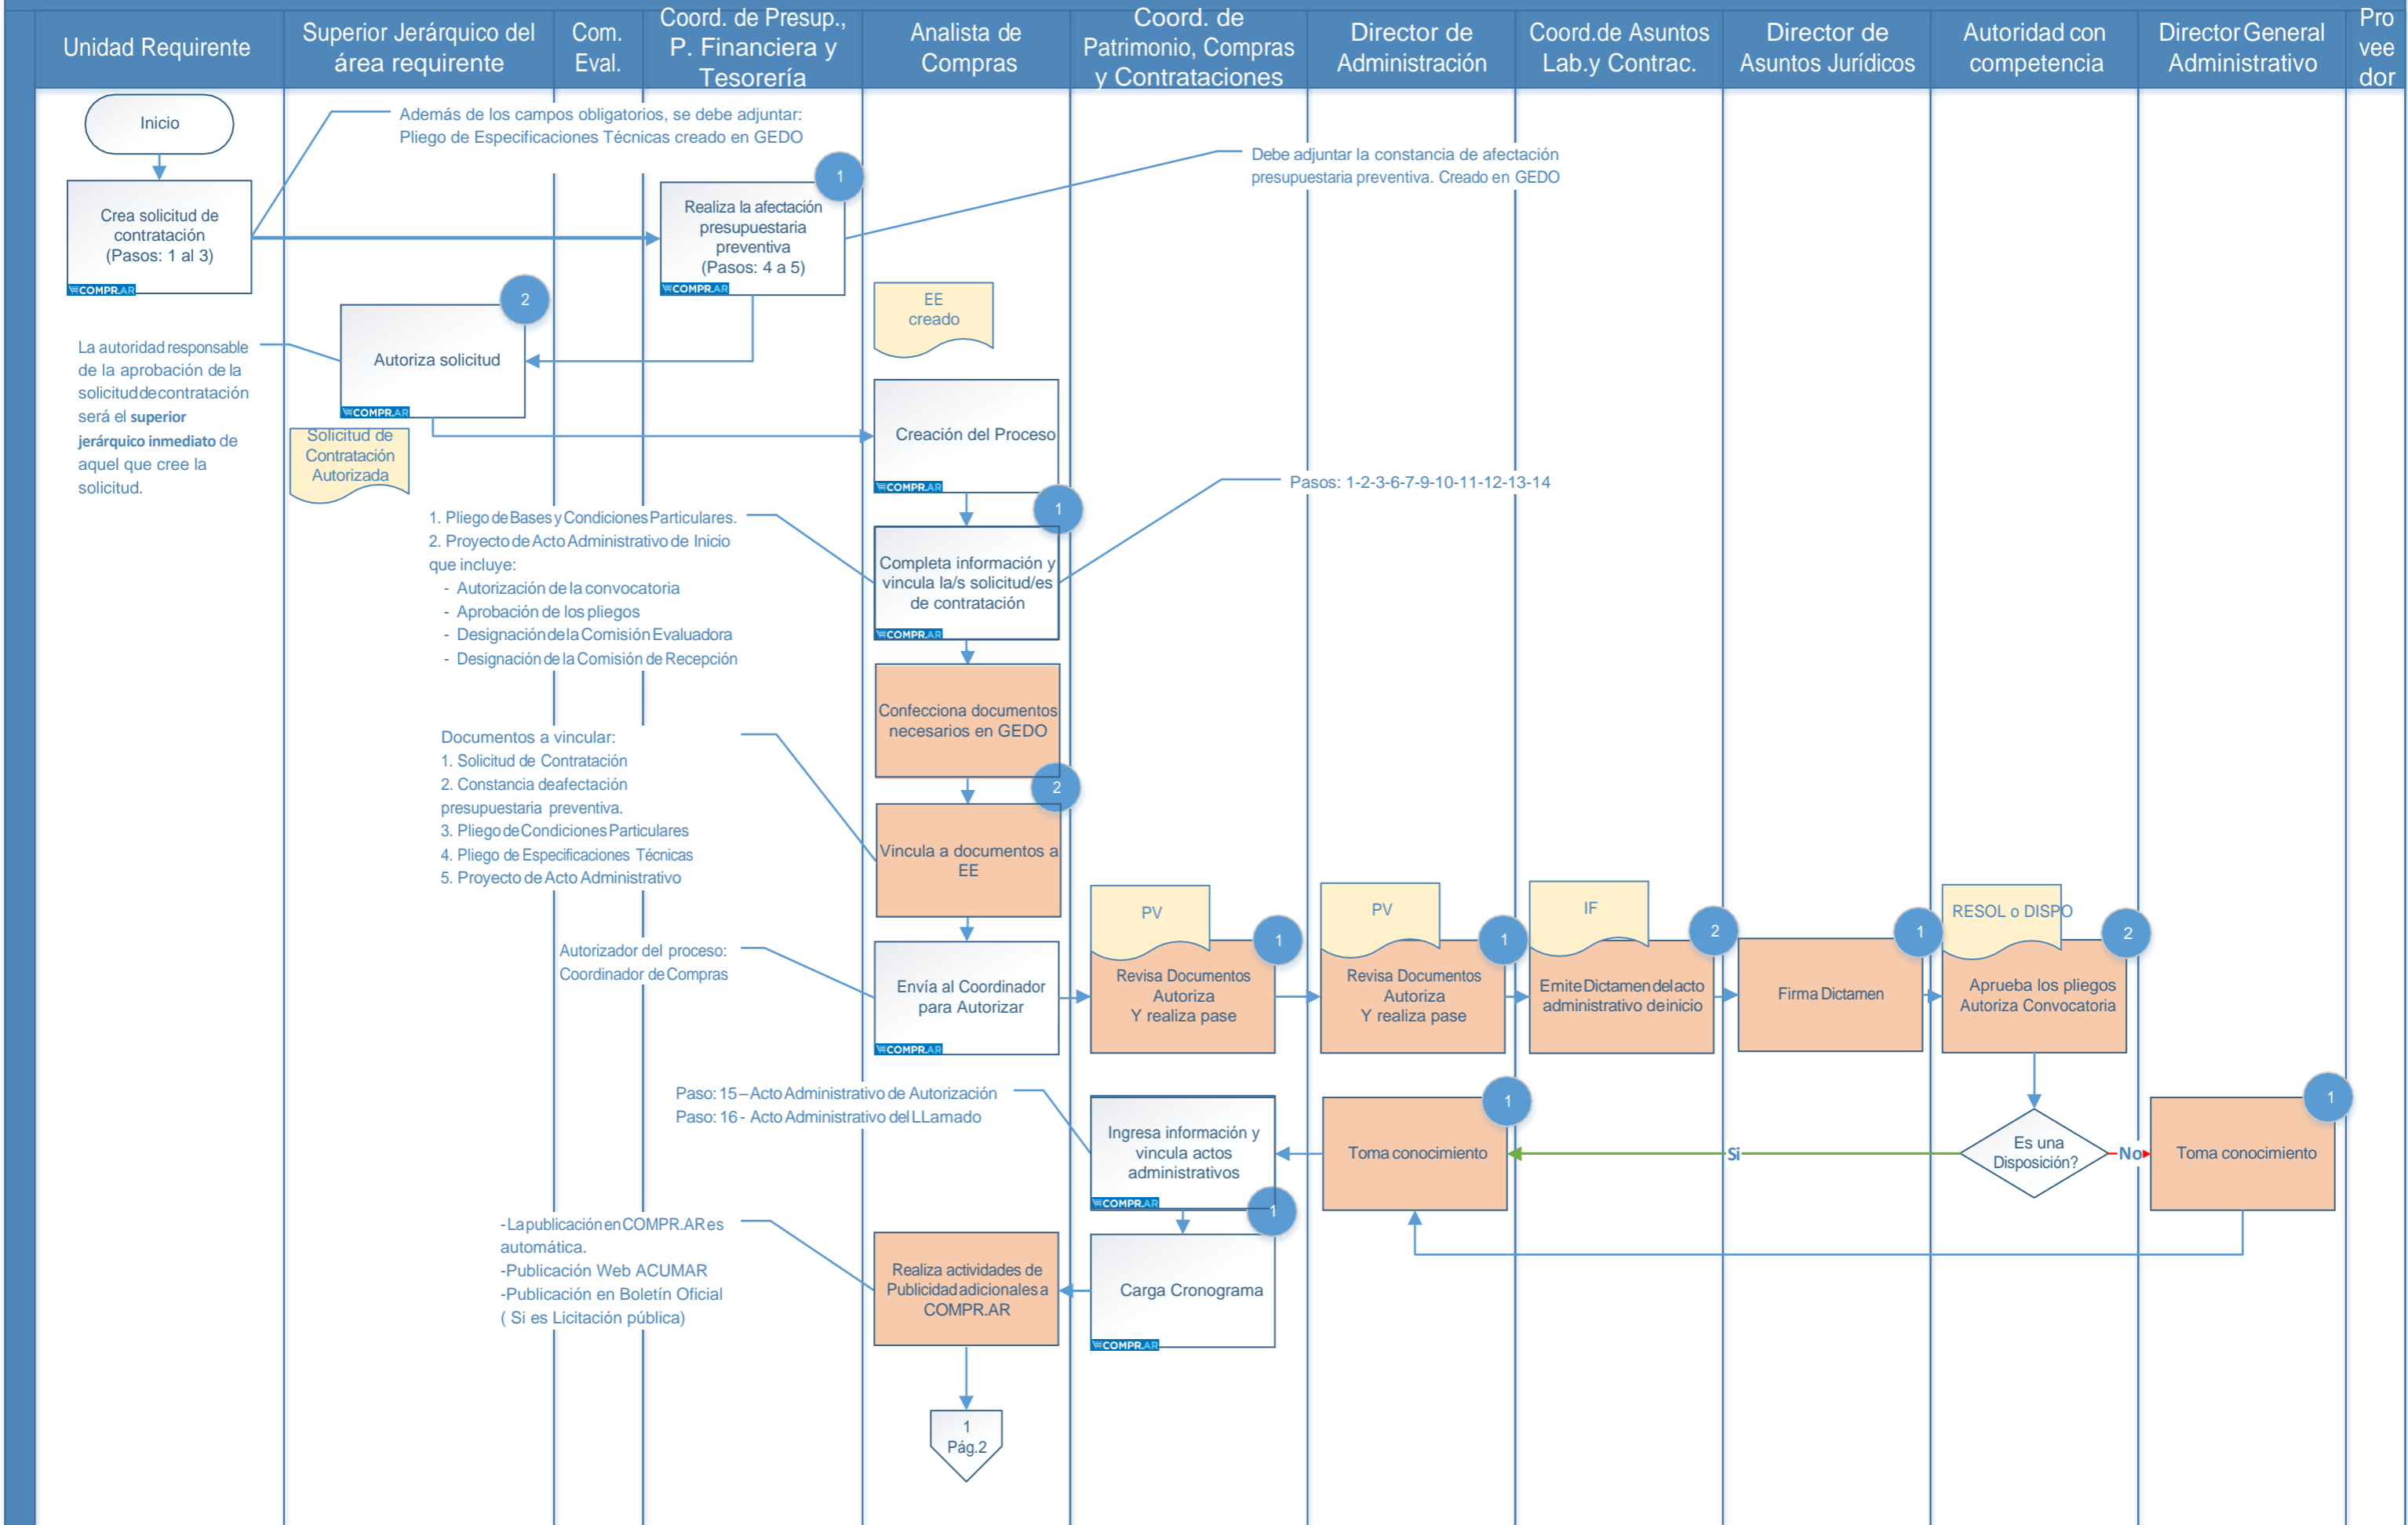 Unidad Requirente
Superior Jerárquico del
área requirente
Com.
Eval.
Coord. de Presup.,
P. Financiera y
Tesorería
Analista de
Compras
Coord. de
Patrimonio, Compras
y Contrataciones
Director de
Administración
Coord.de Asuntos
Lab.y Contrac.
Director de
Asuntos Jurídicos
Autoridad con
competencia
Director General
Administrativo
Pro
vee
dor
Inicio
Además de los campos obligatorios, se debe adjuntar:
Pliego de Especificaciones Técnicas creado en GEDO
Debe adjuntar la constancia de afectación
presupuestaria preventiva. Creado en GEDO
Crea solicitud de
contratación
(Pasos: 1 al 3)
COMPR.AR
1
Realiza la afectación
presupuestaria
preventiva
(Pasos: 4 a 5)
COMPR.AR
2
Autoriza solicitud
COMPR.AR
EE
creado
La autoridad responsable
de la aprobación de la
solicitud de contratación
será el superior
jerárquico inmediato de
aquel que cree la
solicitud.
Solicitud de
Contratación
Autorizada
Creación del Proceso
COMPR.AR
Pasos: 1-2-3-6-7-9-10-11-12-13-14
1
1. Pliego de Bases y Condiciones Particulares.
2. Proyecto de Acto Administrativo de Inicio
que incluye:
- Autorización de la convocatoria
- Aprobación de los pliegos
- Designación de la Comisión Evaluadora
- Designación de la Comisión de Recepción
Completa información y
vincula la/s solicitud/es
de contratación
COMPR.AR
Confecciona documentos
necesarios en GEDO
2
Documentos a vincular:
1. Solicitud de Contratación
2. Constancia de afectación
presupuestaria preventiva.
3. Pliego de Condiciones Particulares
4. Pliego de Especificaciones Técnicas
5. Proyecto de Acto Administrativo
Vincula a documentos a
EE
Autorizador del proceso:
Coordinador de Compras
Envía al Coordinador
para Autorizar
COMPR.AR
PV
1
Revisa Documentos
Autoriza
Y realiza pase
PV
1
Revisa Documentos
Autoriza
Y realiza pase
IF
2
Emite Dictamen del acto
administrativo de inicio
1
Firma Dictamen
RESOL o DISPO
2
Aprueba los pliegos
Autoriza Convocatoria
Paso: 15 – Acto Administrativo de Autorización
Paso: 16 - Acto Administrativo del LLamado
Ingresa información y
vincula actos
administrativos
COMPR.AR
1
1
Toma conocimiento
Si
Es una
Disposición?
No
1
Toma conocimiento
-La publicación en COMPR.AR es
automática.
-Publicación Web ACUMAR
-Publicación en Boletín Oficial
( Si es Licitación pública)
Realiza actividades de
Publicidad adicionales a
COMPR.AR
Carga Cronograma
COMPR.AR
1
Pág.2